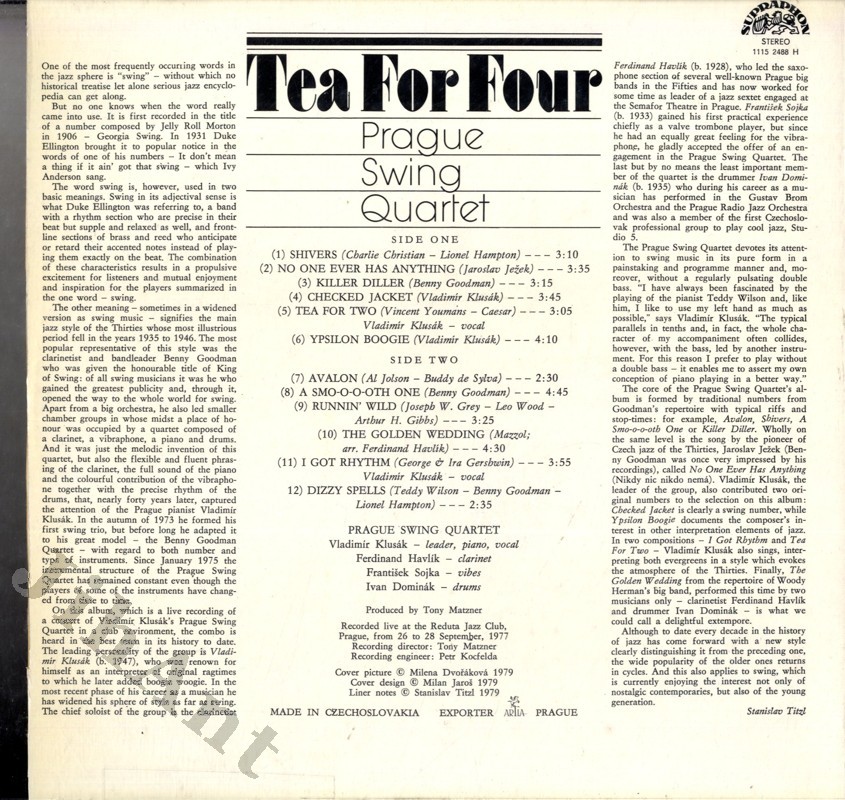 SUPRAPHON
STEREO
1115 2488 H
Tea For Four
Prague
Swing
Quartet
One of the most frequently occurring words in
the jazz sphere is “swing” – without which no
historical treatise let alone serious jazz encyclo-
pedia can get along.
But no one knows when the word really
came into use. It is first recorded in the title
of a number composed by Jelly Roll Morton
in 1906 – Georgia Swing. In 1931 Duke
Ellington brought it to popular notice in the
words of one of his numbers – It don't mean
a thing if it ain' got that swing – which Ivy
Anderson sang.
The word swing is, however, used in two
basic meanings. Swing in its adjectival sense is
what Duke Ellington was referring to, a band
with a rhythm section who are precise in their
beat but supple and relaxed as well, and front-
line sections of brass and reed who anticipate
or retard their accented notes instead of play-
ing them exactly on the beat. The combination
of these characteristics results in a propulsive
excitement for listeners and mutual enjoyment
and inspiration for the players summarized in
the one word – swing.
The other meaning – sometimes in a widened
version as swing music – signifies the main
jazz style of the Thirties whose most illustrious
period fell in the years 1935 to 1946. The most
popular representative of this style was the
clarinetist and bandleader Benny Goodman
who was given the honourable title of King
of Swing: of all swing musicians it was he who
gained the greatest publicity and, through it,
opened the way to the whole world for swing.
Apart from a big orchestra, he also led smaller
chamber groups in whose midst a place of ho-
nour was occupied by a quartet composed of
a clarinet, a vibraphone, a piano and drums.
And it was just the melodic invention of this
quartet, but also the flexible and fluent phras-
ing of the clarinet, the full sound of the piano
and the colourful contribution of the vibrapho-
ne together with the precise rhythm of the
drums, that, nearly forty years later, captured
the attention of the Prague pianist Vladimír
Klusák. In the autumn of 1973 he formed his
first swing trio, but before long he adapted it
to his great model – the Benny Goodman
Quartet – with regard to both number and
type of instruments. Since January 1975 the
instrumental structure of the Prague Swing
Quartet has remained constant even though the
players of some of the instruments have chang-
ed from time to time.
On this album, which is a live recording of
a concert of Vladimír Klusák's Prague Swing
Quartet in a environment, the combo is
heard in the best team in its history to date.
The leading personality of the group is Vladi-
mír Klusák (b. 1947), who won renown for
himself as an interpreter of original ragtimes
to which he later added boogie-woogie. In the
most recent phase of his career as a musician he
has widened his sphere of style as far as swing.
The chief soloist of the group is the clarinetist
SIDE ONE
(1) SHIVERS (Charlie Christian – Lionel Hampton) – – – 3:10
(2) NO ONE EVER HAS ANYTHING (Jaroslav Ježek) – – – 3:35
(3) KILLER DILLER (Benny Goodman) – – – 3:15
(4) CHECKED JACKET (Vladimír Klusák) – – – 3:45
(5) TEA FOR TWO (Vincent Youmans – Caesar) – – – 3:05
Vladimír Klusák – vocal
(6) YPSILON BOOGIE (Vladimír Klusák) – – – 4:10
SIDE TWO
(7) AVALON (Al Jolson – Buddy de Sylva) – – – 2:30
(8) A SMO-O-O-OTH ONE (Benny Goodman) – – – 4:45
(9) RUNNIN' WILD (Joseph W. Grey – Leo Wood –
Arthur H. Gibbs) – – – 3:25
(10) THE GOLDEN WEDDING (Mazzol;
arr. Ferdinand Havlík) – – – 4:30
(11) I GOT RHYTHM (George & Ira Gershwin) – – – 3:55
Vladimír Klusák – vocal
12) DIZZY SPELLS (Teddy Wilson – Benny Goodman –
Lionel Hampton) – – – 2:35
PRAGUE SWING QUARTET
Vladimír Klusák – leader, piano, vocal
Ferdinand Havlík – clarinet
František Sojka – vibes
Ivan Dominák – drums
Produced by Tony Matzner
Recorded live at the Reduta Jazz Club,
Prague, from 26 to 28 September, 1977
Recording director: Tony Matzner
Recording engineer: Petr Kocfelda
Cover picture © Milena Dvořáková 1979
Cover design © Milan Jaroš 1979
Liner notes © Stanislav Titzl 1979
MADE IN CZECHOSLOVAKIA EXPORTER ARTIA PRAGUE
Ferdinand Havlík (b. 1928), who led the saxo-
phone section of several well-known Prague big
bands in the Fifties and has now worked for
some time as leader of a jazz sextet engaged at
the Semafor Theatre in Prague. František Sojka
(b. 1933) gained his first practical experience
chiefly as a valve trombone player, but since
he had an equally great feeling for the vibra-
phone, he gladly accepted the offer of an en-
gagement in the Prague Swing Quartet. The
last but by no means the least important mem-
ber of the quartet is the drummer Ivan Domi-
nák (b. 1935) who during his career as a mu-
sician has performed in the Gustav Brom
Orchestra and the Prague Radio Jazz Orchestra
and was also a member of the first Czechoslo-
vak professional group to play cool jazz, Stu-
dio 5.
The Prague Swing Quartet devotes its attent-
ion to swing music in its pure form in a
painstaking and programme manner and, mo-
reover, without a regularly pulsating double
bass. “I have always been fascinated by the
playing of the pianist Teddy Wilson and, like
him, I like to use my left hand as much as
possible,” says Vladimír Klusák. “The typical
parallels in tenths and, in fact, the whole cha-
racter of my accompaniment often collides,
however, with the bass, led by another instru-
ment. For this reason I prefer to play without
a double bass – it enables me to assert my own
conception of piano playing in a better way.”
The core of the Prague Swing Quartet's al-
bum is formed by traditional numbers from
Goodman's repertoire with typical riffs and
stop-times: for example, Avalon, Shivers, A
Smo-o-o-oth One or Killer Diller. Wholly on
the same level is the song by the pioneer of
Czech jazz of the Thirties, Jaroslav Ježek (Ben-
ny Goodman was once very impressed by his
recordings), called No One Ever Has Anything
(Nikdy nic nikdo nemá). Vladimír Klusák, the
leader of the group, also contributed two ori-
ginal numbers to the selection on this album:
Checked Jacket is clearly a swing number, while
Ypsilon Boogie documents the composer's in-
terest in other interpretation elements of jazz.
In two compositions – I Got Rhythm and Tea
For Two – Vladimír Klusák also sings, inter-
preting both evergreens in a style which evokes
the atmosphere of the Thirties. Finally, The
Golden Wedding from the repertoire of Woody
Herman's big band, performed this time by two
musicians only – clarinetist Ferdinand Havlík
and drummer Ivan Dominák – is what we
could call a delightful extempore.
Although to date every decade in the history
of jazz has come forward with a new style
clearly distinguishing it from the preceding one,
the wide popularity of the older ones returns
in cycles. And this also applies to swing, which
is currently enjoying the interest not only of
nostalgic contemporaries, but also of the young
generation.
Stanislav Titzl